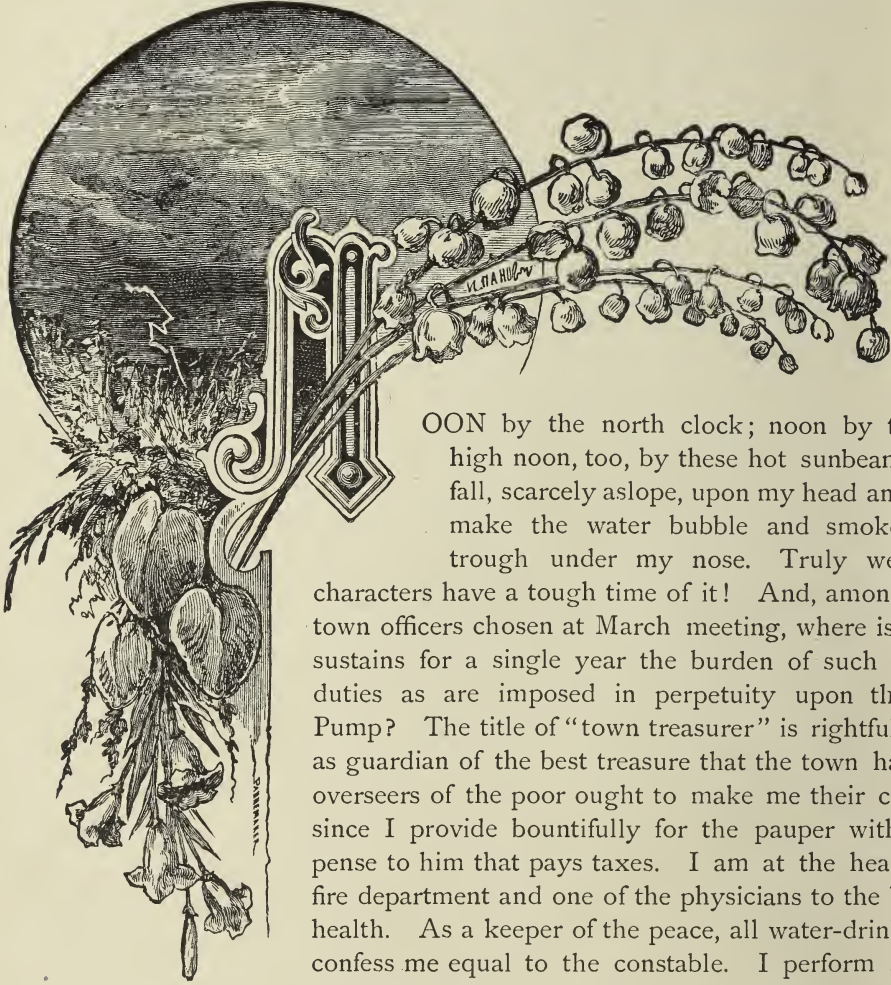 NOON by the north clock; noon by
high noon, too, by these hot sunbeam
fall, scarcely aslope, upon my head an
make the water bubble and smok
trough under my nose. Truly we
characters have a tough time of it! And, amon
town officers chosen at March meeting, where is
sustains for a single year the burden of such
duties as are imposed in perpetuity upon th
Pump? The title of "town treasurer" is rightfu
as guardian of the best treasure that the town ha
overseers of the poor ought to make me their c
since I provide bountifully for the pauper with
pense to him that pays taxes. I am at the hea
fire department and one of the physicians to the
health. As a keeper of the peace, all water-drin
confess me equal to the constable. I perform